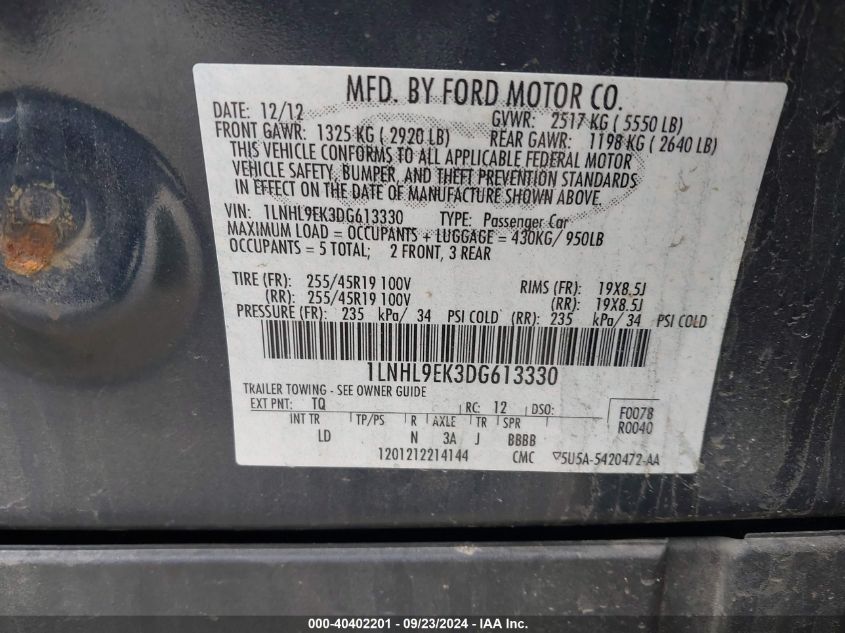 MFD. BY FORD MOTOR CO.
DATE: 12/12 GVWR: 2517 KG ( 5550 LB)
FRONT GAWR: 1325 KG ( 2920 LB) REAR GAWR: 1198 KG ( 2640 LB)
THIS VEHICLE CONFORMS TO ALL APPLICABLE FEDERAL MOTOR
VEHICLE SAFETY, BUMPER, AND THEFT PREVENTION STANDARDS
IN EFFECT ON THE DATE OF MANUFACTURE SHOWN ABOVE.
VIN: 1LNHL9EK3DG613330 TYPE: Passenger Car
MAXIMUM LOAD = OCCUPANTS + LUGGAGE = 430KG/ 950LB
OCCUPANTS = 5 TOTAL; 2 FRONT, 3 REAR
TIRE (FR): 255/45R19 100V RIMS (FR): 19X8.5J
(RR): 255/45R19 100V (RR): 19X8.5J
PRESSURE (FR): 235 kPa/ 34 PSI COLD (RR): 235 kPa/ 34 PSI COLD
1LNHL9EK3DG613330
TRAILER TOWING - SEE OWNER GUIDE
EXT PNT: TQ RC: 12 DSO: F0078
INT TR TP/PS R AXLE TR SPR R0040
LD N 3A J BBBB
1201212214144 CMC 5U5A-5420472-AA
000-40402201 - 09/23/2024 - IAA Inc.